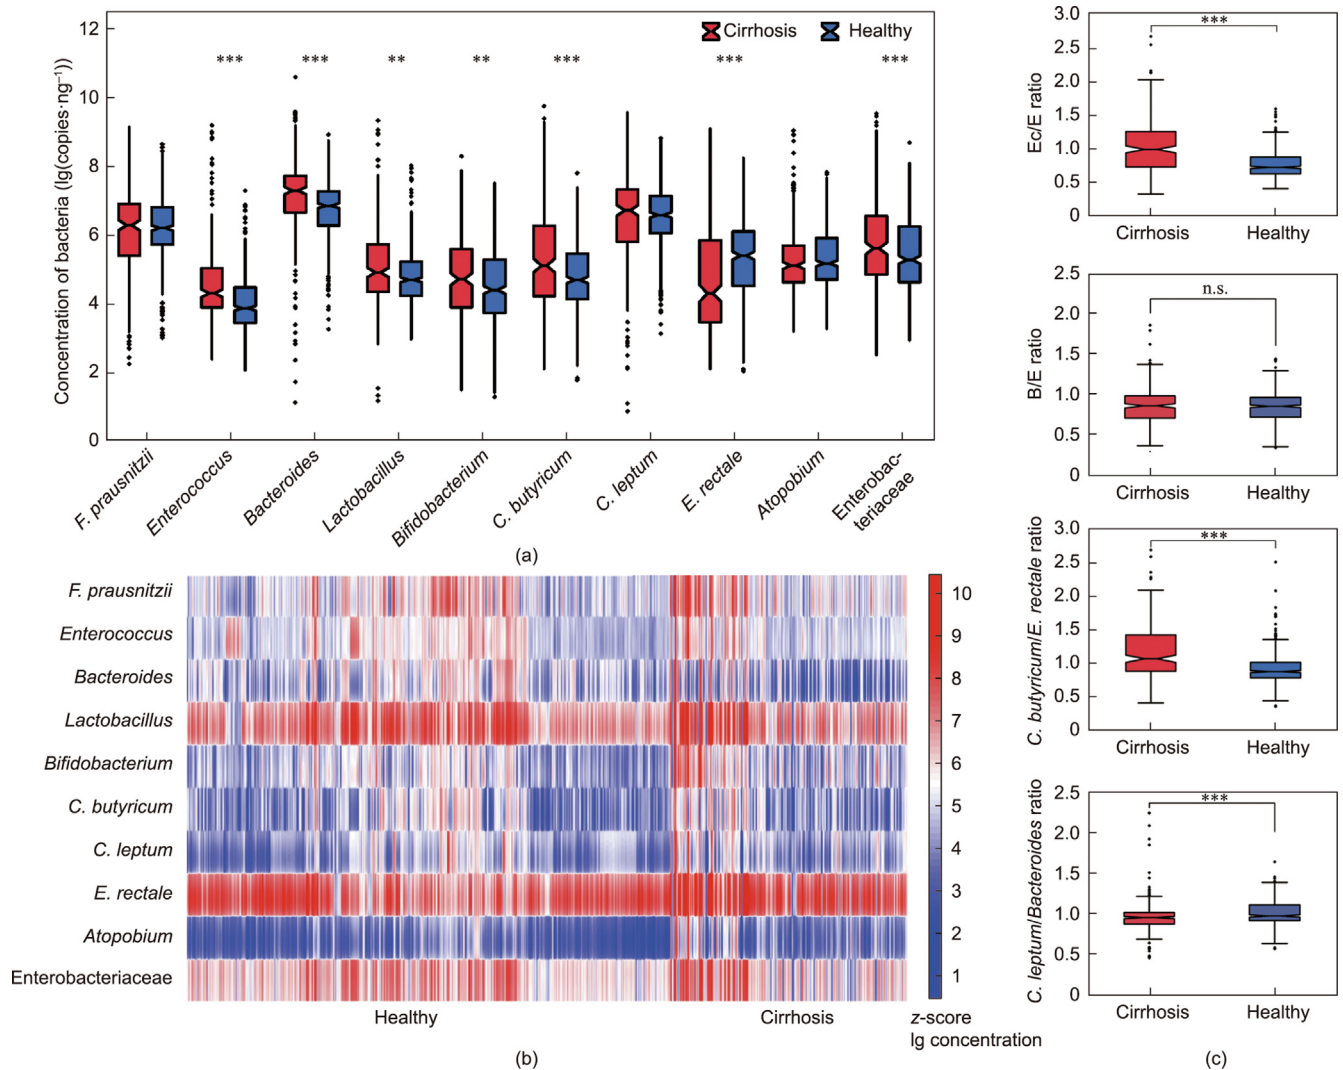 Concentration of bacteria (lg(copies·ng⁻¹))
12
10
8
6
4
2
0
Cirrhosis
Healthy
***
***
**
**
***
***
***
F. prausnitzii
Enterococcus
Bacteroides
Lactobacillus
Bifidobacterium
C. butyricum
C. leptum
E. rectale
Atopobium
Enterobac-
teriaceae
(a)
F. prausnitzii
Enterococcus
Bacteroides
Lactobacillus
Bifidobacterium
C. butyricum
C. leptum
E. rectale
Atopobium
Enterobacteriaceae
Healthy
Cirrhosis
10
9
8
7
6
5
4
3
2
1
z-score
lg concentration
(b)
Ec/E ratio
3.0
2.5
2.0
1.5
1.0
0.5
0
***
Cirrhosis
Healthy
B/E ratio
2.5
2.0
1.5
1.0
0.5
0
n.s.
Cirrhosis
Healthy
C. butyricum/E. rectale ratio
3.0
2.5
2.0
1.5
1.0
0.5
0
***
Cirrhosis
Healthy
C. leptum/Bacteroides ratio
2.5
2.0
1.5
1.0
0.5
0
***
Cirrhosis
Healthy
(c)